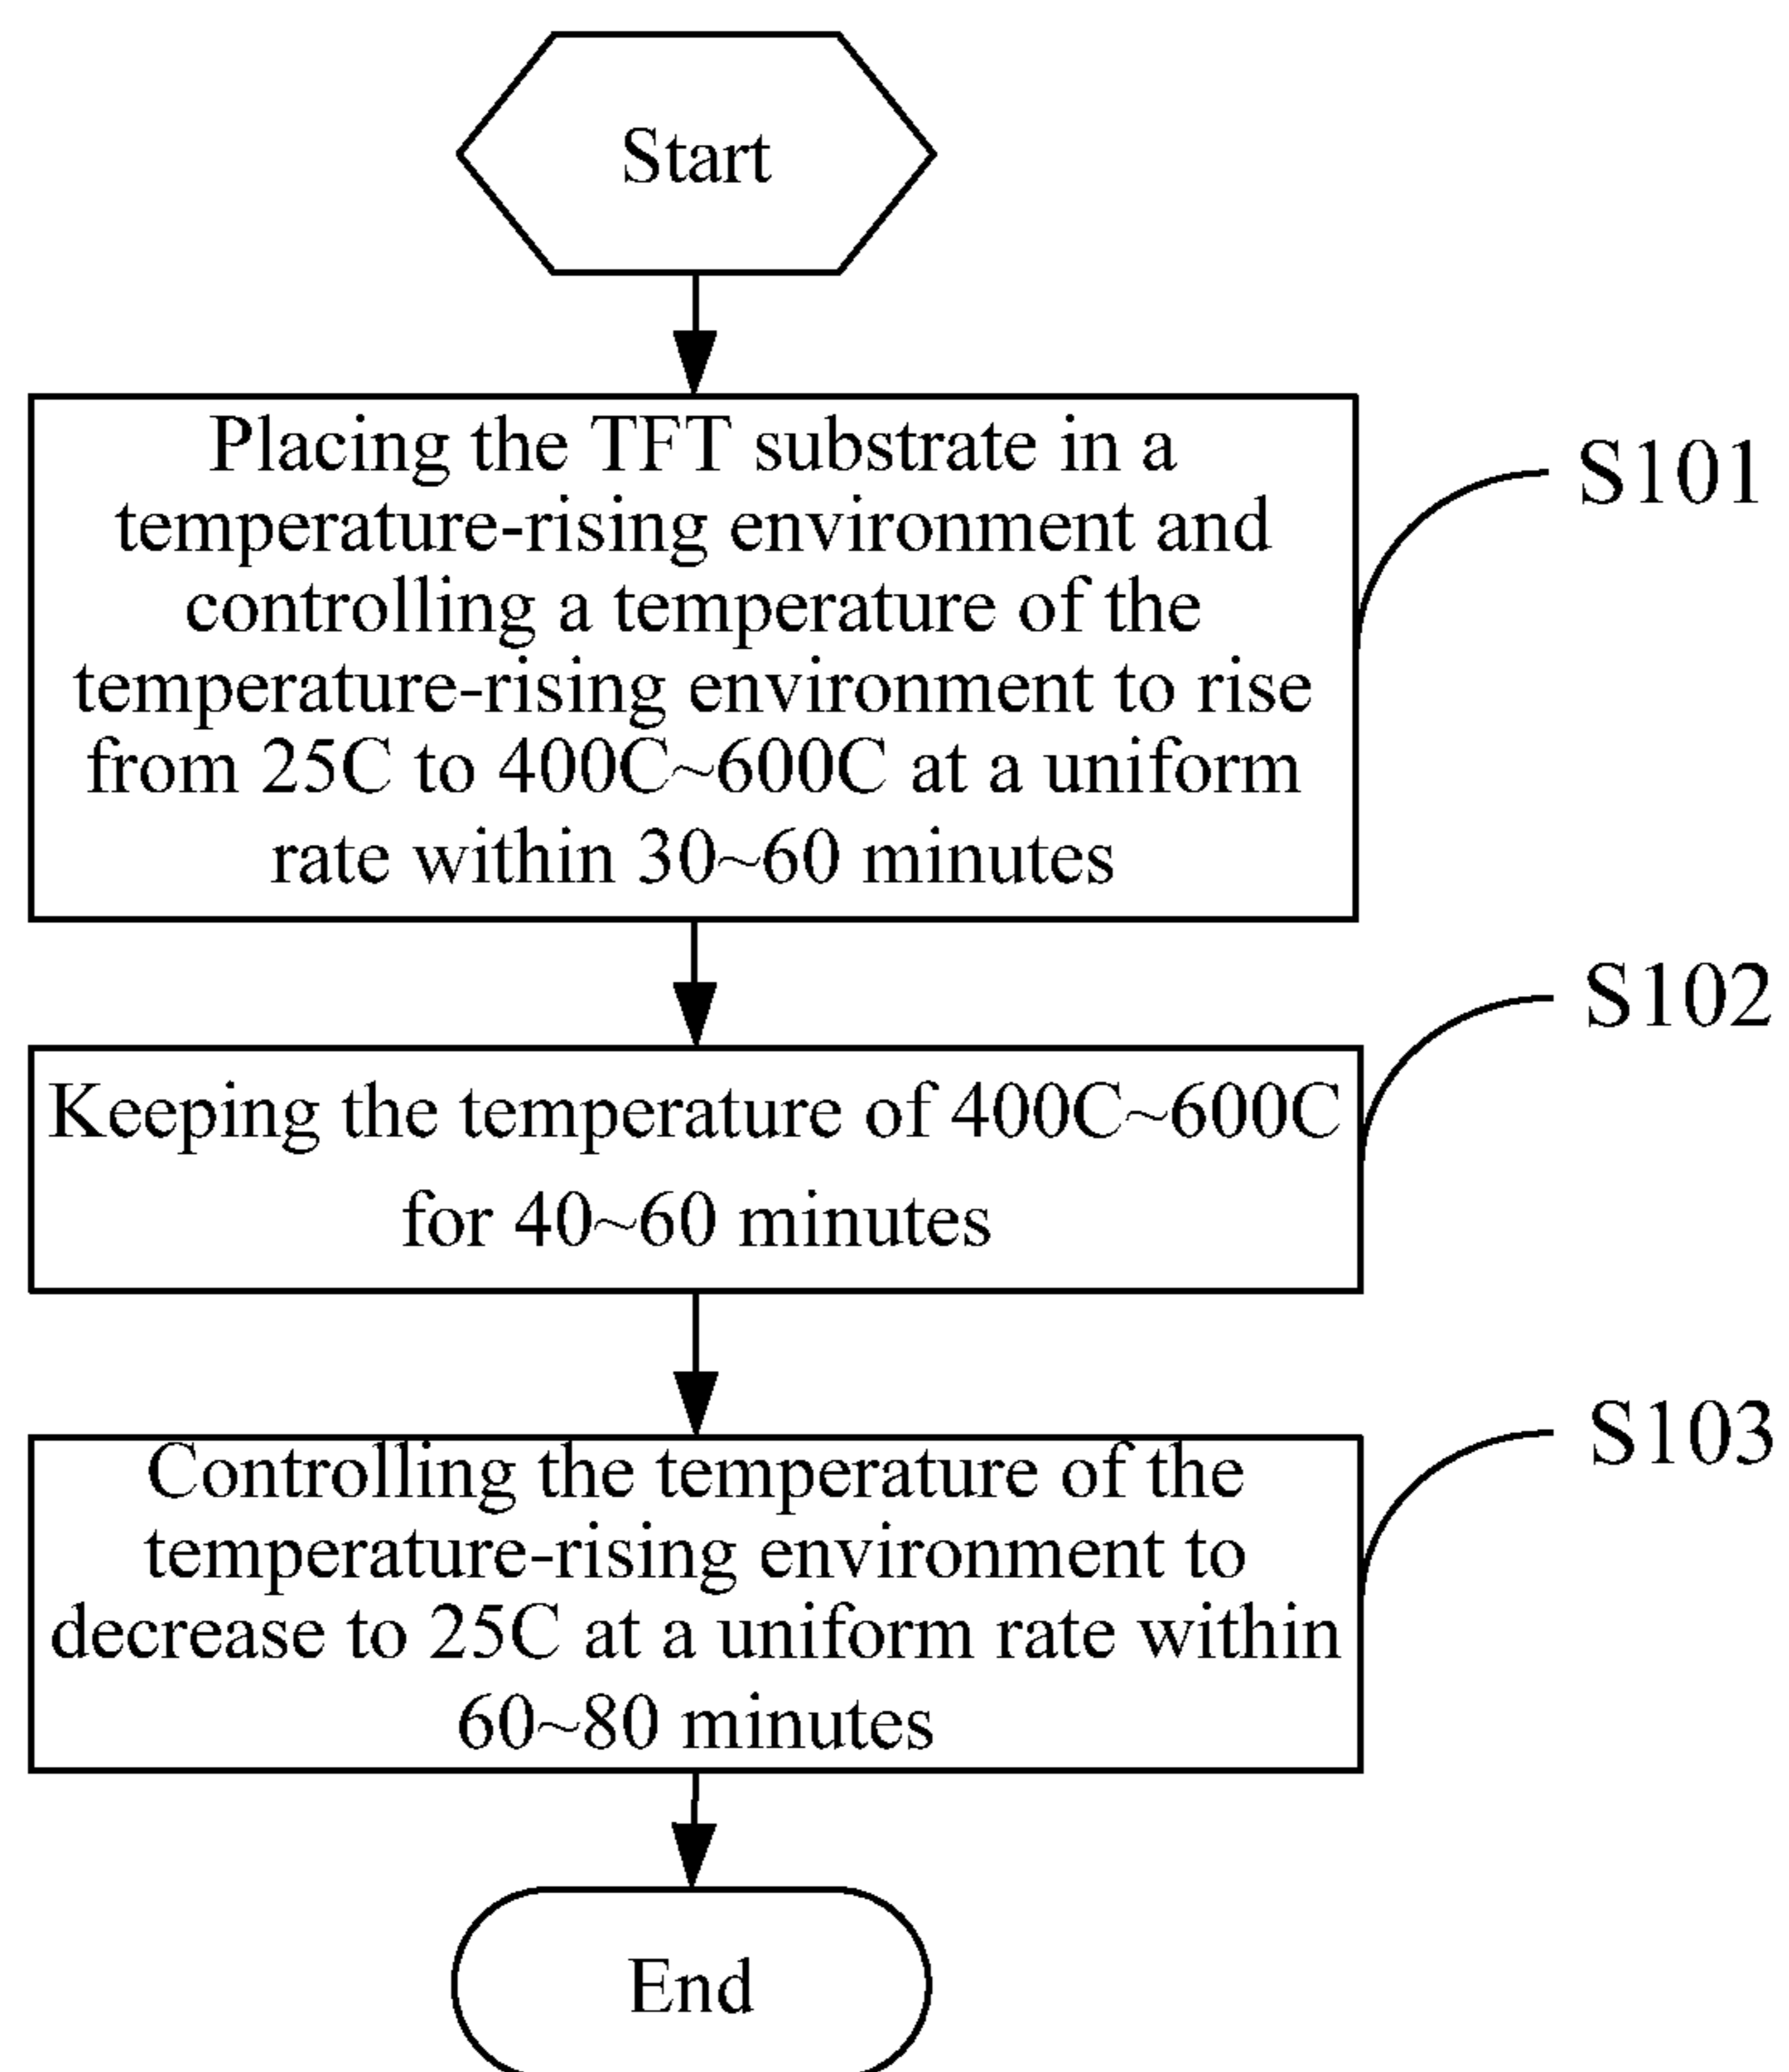 Start
Placing the TFT substrate in a
temperature-rising environment and
controlling a temperature of the
temperature-rising environment to rise
from 25C to 400C~600C at a uniform
rate within 30~60 minutes
S101
Keeping the temperature of 400C~600C
for 40~60 minutes
S102
Controlling the temperature of the
temperature-rising environment to
decrease to 25C at a uniform rate within
60~80 minutes
S103
End